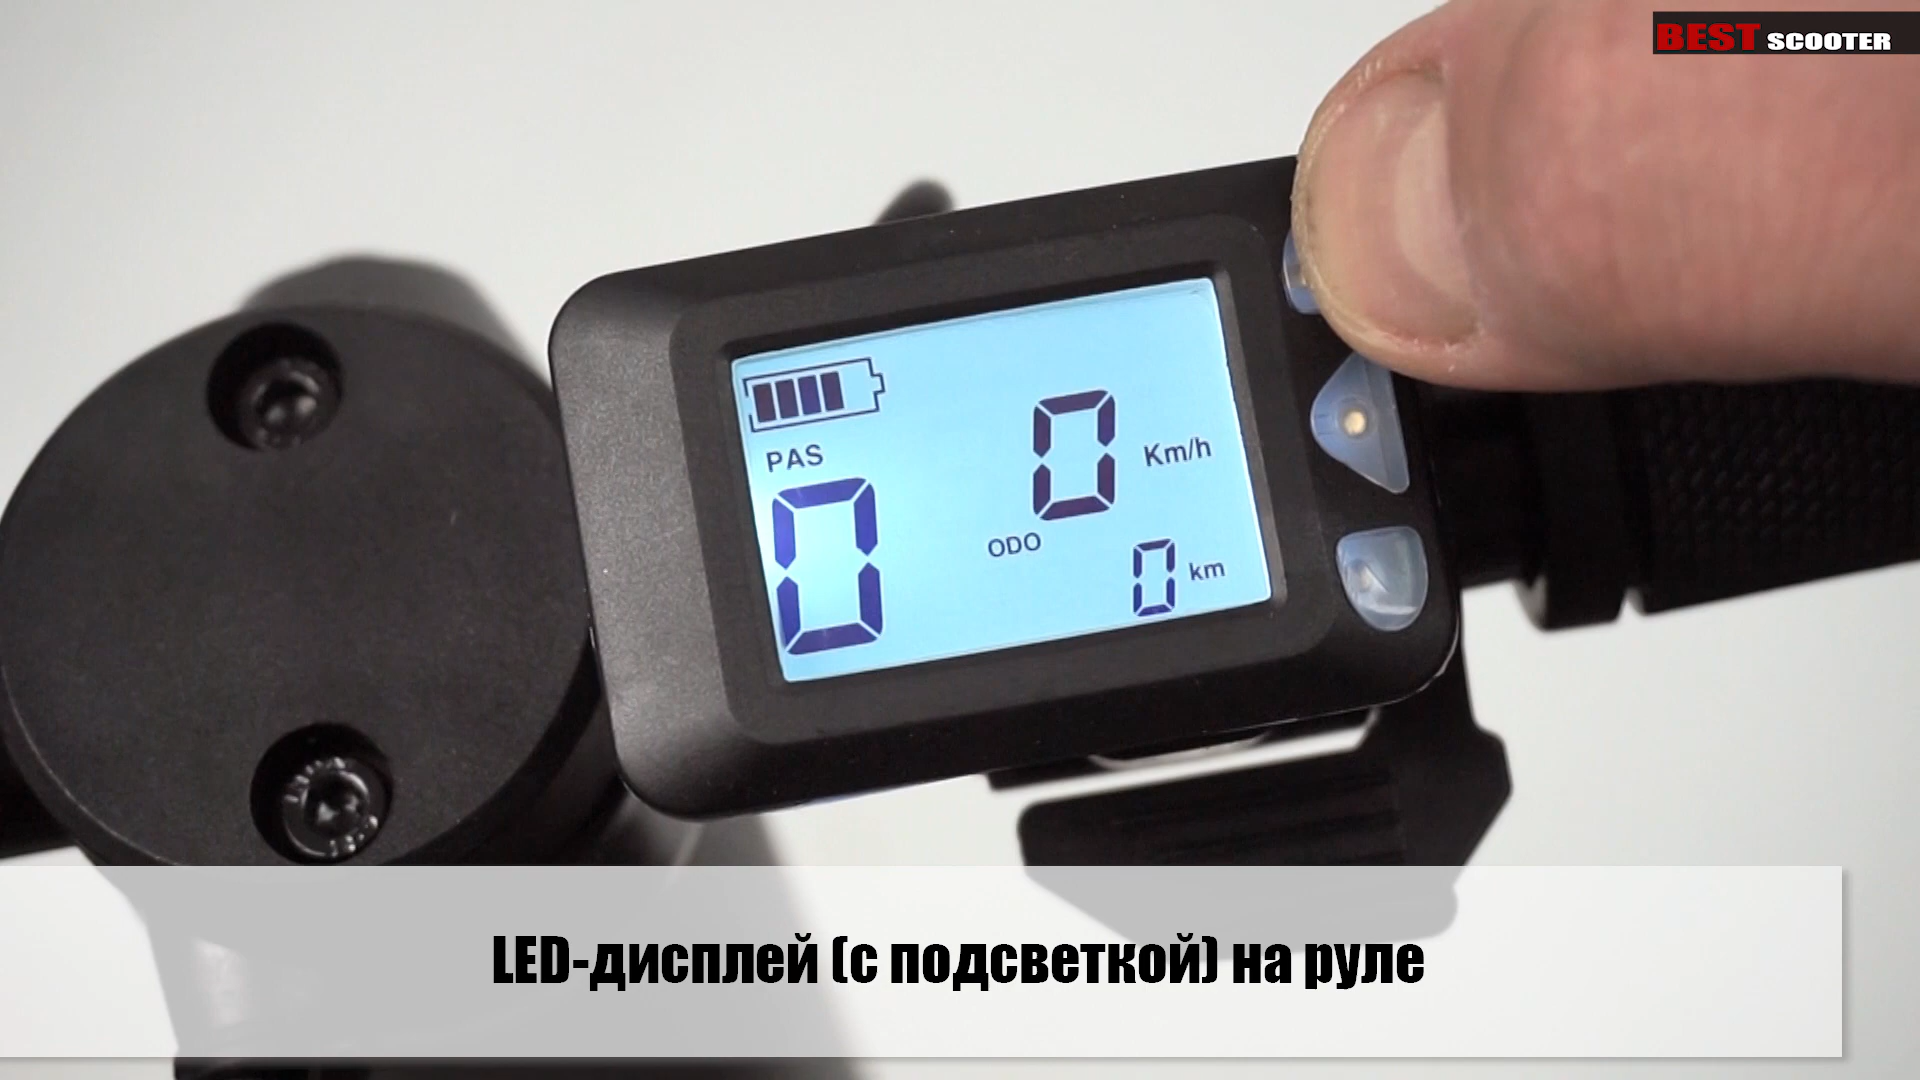 BEST SCOOTER
PAS
0
0 Km/h
ODO
0 km
LED-дисплей (с подсветкой) на руле